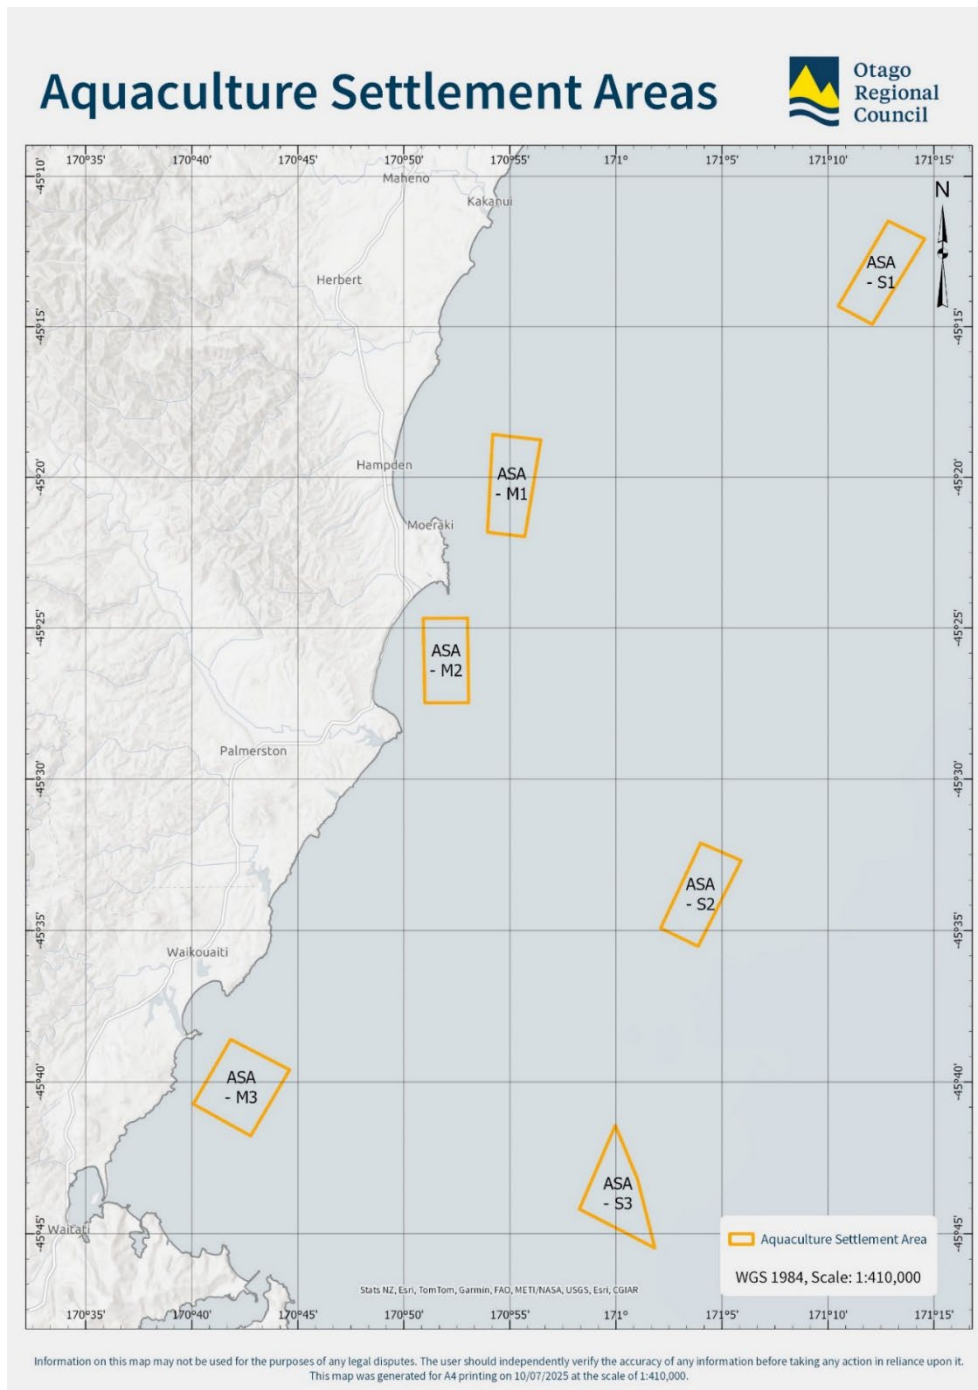 Aquaculture Settlement Areas
Otago
Regional
Council
170°35' 170°40' 170°45' 170°50' 170°55' 171° 171°5' 171°10' 171°15'
-45°10' 
Maheno
Kakanui
N
ASA
- S1
Herbert
-45°15' -45°15'
Hampden
ASA
- M1
-45°20' -45°20'
Moeraki
-45°25' -45°25'
ASA
- M2
Palmerston
-45°30' -45°30'
ASA
- S2
-45°35' -45°35'
Waikouaiti
-45°40' -45°40'
ASA
- M3
ASA
- S3
Waitati
-45°45' -45°45'
Aquaculture Settlement Area
WGS 1984, Scale: 1:410,000
Stats NZ, Esri, TomTom, Garmin, FAO, METI/NASA, USGS, Esri, CGIAR
170°35' 170°40' 170°45' 170°50' 170°55' 171° 171°5' 171°10' 171°15'
Information on this map may not be used for the purposes of any legal disputes. The user should independently verify the accuracy of any information before taking any action in reliance upon it.
This map was generated for A4 printing on 10/07/2025 at the scale of 1:410,000.